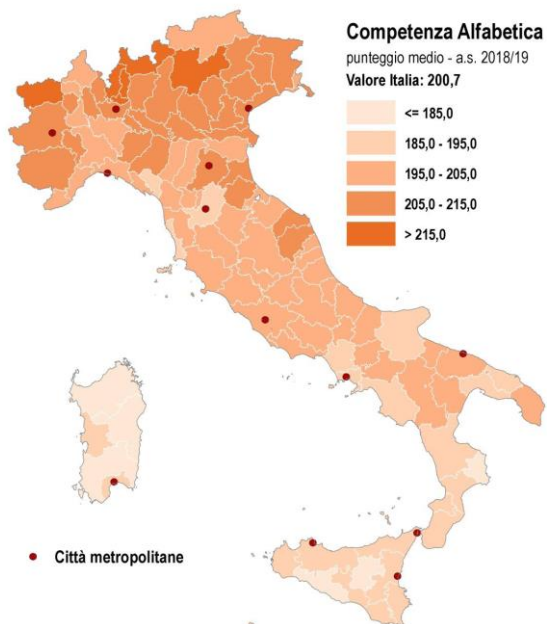 Competenza Alfabetica
punteggio medio - a.s. 2018/19
Valore Italia: 200,7
<= 185,0
185,0 - 195,0
195,0 - 205,0
205,0 - 215,0
> 215,0
Città metropolitane